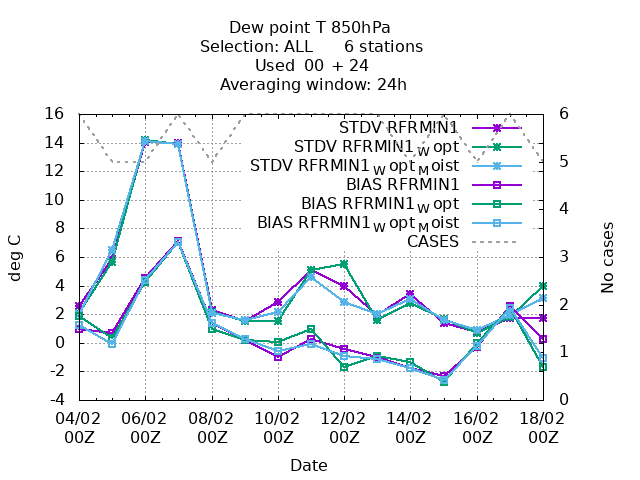 Dew point T 850hPa
Selection: ALL      6 stations
Used  00 + 24
Averaging window: 24h
deg C
16
14
12
10
8
6
4
2
0
-2
-4
STDV RFRMIN1
STDV RFRMIN1_W opt
STDV RFRMIN1_W opt_M oist
BIAS RFRMIN1
BIAS RFRMIN1_W opt
BIAS RFRMIN1_W opt_M oist
CASES
6
5
4
3
2
1
0
No cases
04/02 06/02 08/02 10/02 12/02 14/02 16/02 18/02
00Z 00Z 00Z 00Z 00Z 00Z 00Z 00Z
Date